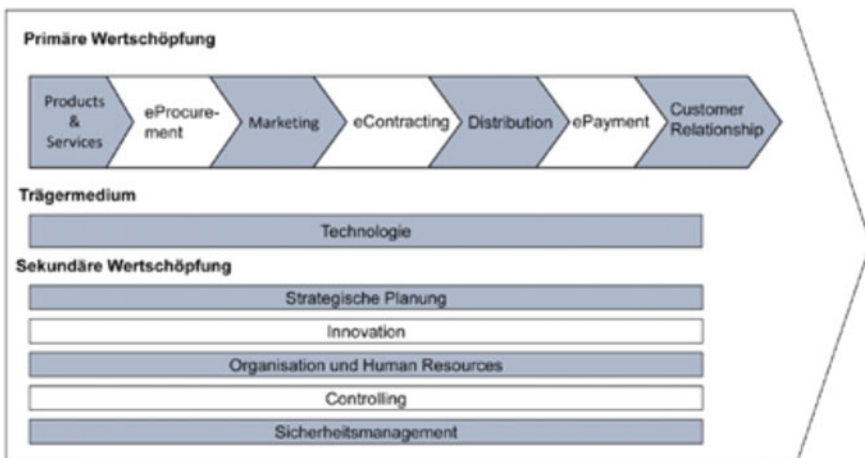 Primäre Wertschöpfung
Products
&
Services
eProcure-
ment
Marketing
eContracting
Distribution
ePayment
Customer
Relationship
Trägermedium
Technologie
Sekundäre Wertschöpfung
Strategische Planung
Innovation
Organisation und Human Resources
Controlling
Sicherheitsmanagement